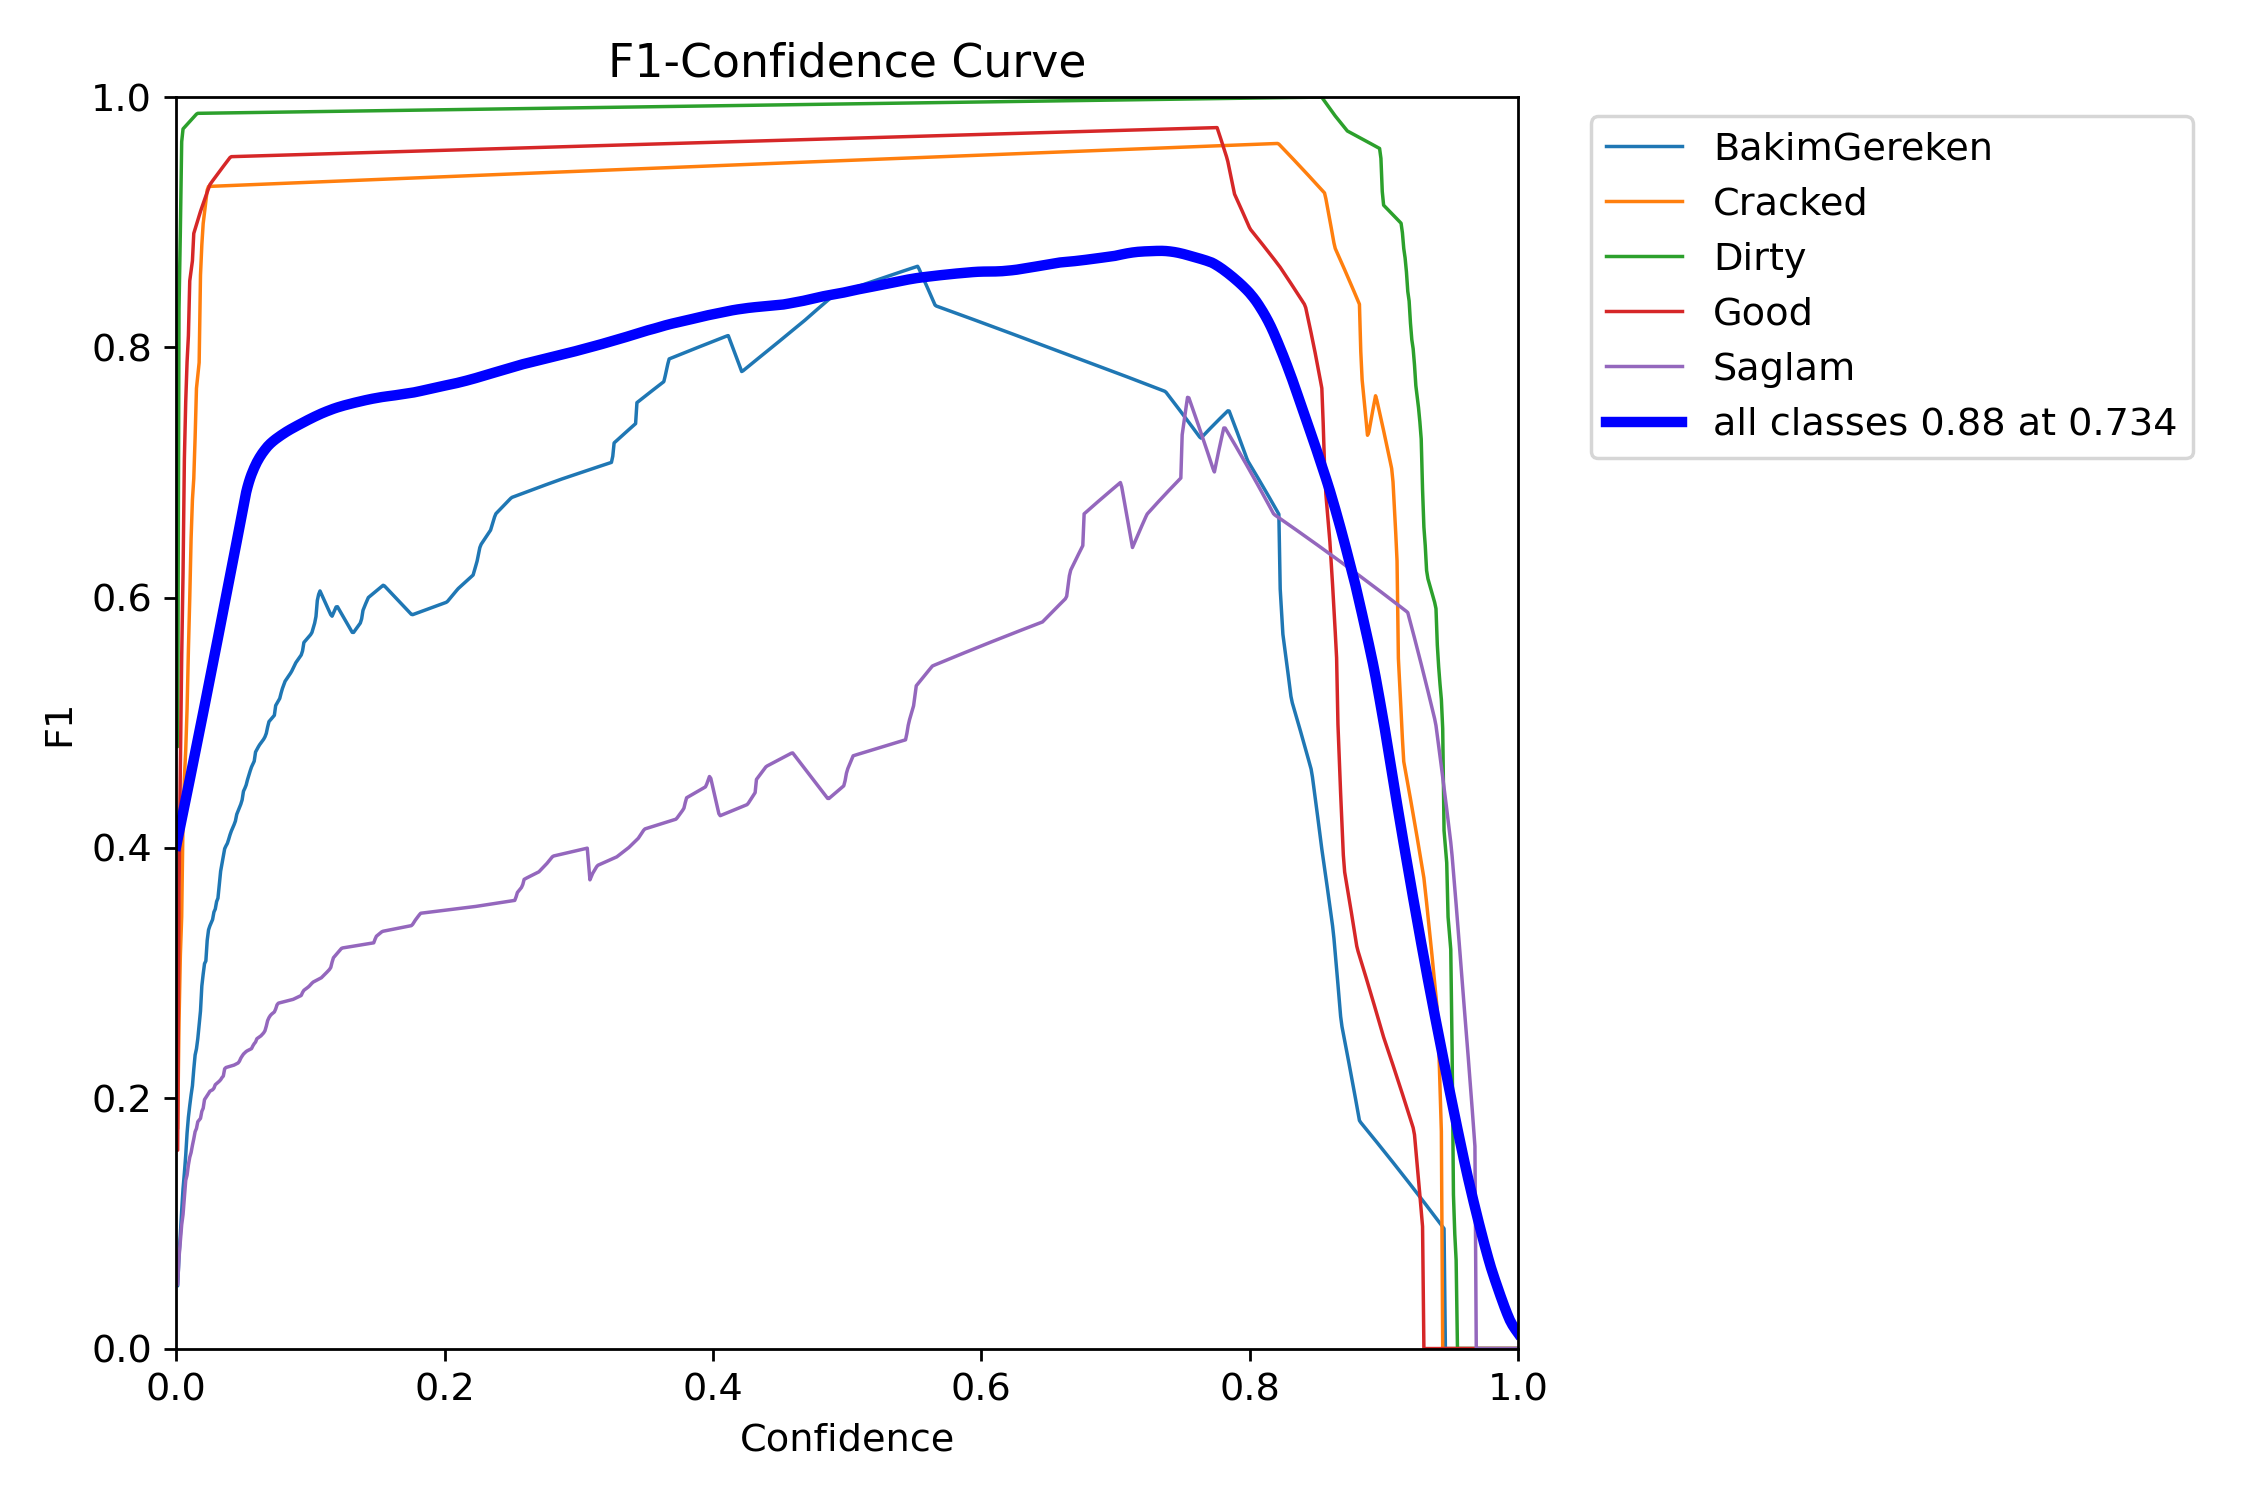 F1-Confidence Curve
1.0
0.8
0.6
0.4
0.2
0.0
F1
0.0 0.2 0.4 0.6 0.8 1.0
Confidence
BakimGereken
Cracked
Dirty
Good
Saglam
all classes 0.88 at 0.734